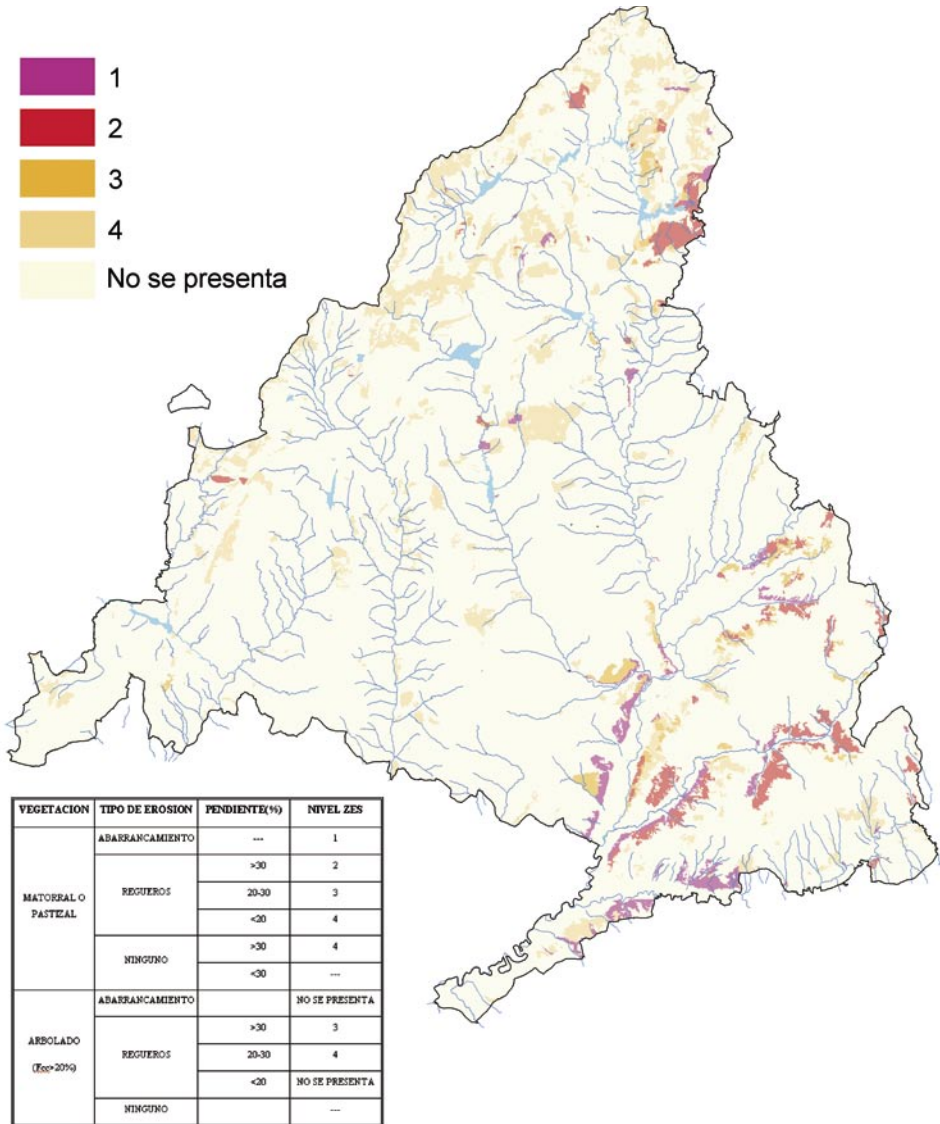 1
2
3
4
No se presenta
VEGETACION TIPO DE EROSION PENDIENTE(%) NIVEL ZES
MATORRAL O PASTIZAL
ABARRANCAMIENTO --- 1
REGUEROS >30 2
20-30 3
<20 4
NINGUNO >30 4
<30 ---
ARBOLADO
(Fcc>20%)
ABARRANCAMIENTO NO SE PRESENTA
REGUEROS >30 3
20-30 4
<20 NO SE PRESENTA
NINGUNO ---